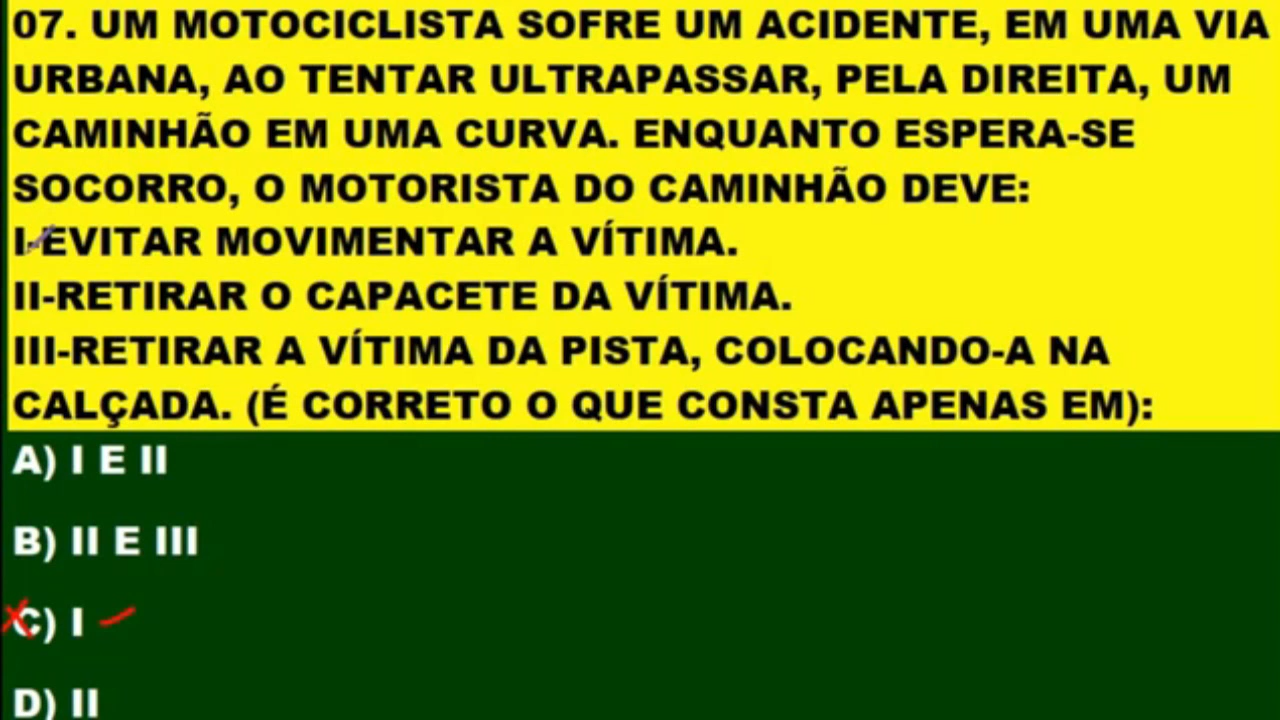 07. UM MOTOCICLISTA SOFRE UM ACIDENTE, EM UMA VIA
URBANA, AO TENTAR ULTRAPASSAR, PELA DIREITA, UM
CAMINHÃO EM UMA CURVA. ENQUANTO ESPERA-SE
SOCORRO, O MOTORISTA DO CAMINHÃO DEVE:
I-EVITAR MOVIMENTAR A VÍTIMA.
II-RETIRAR O CAPACETE DA VÍTIMA.
III-RETIRAR A VÍTIMA DA PISTA, COLOCANDO-A NA
CALÇADA. (É CORRETO O QUE CONSTA APENAS EM):
A) I E II
B) II E III
C) I
D) II